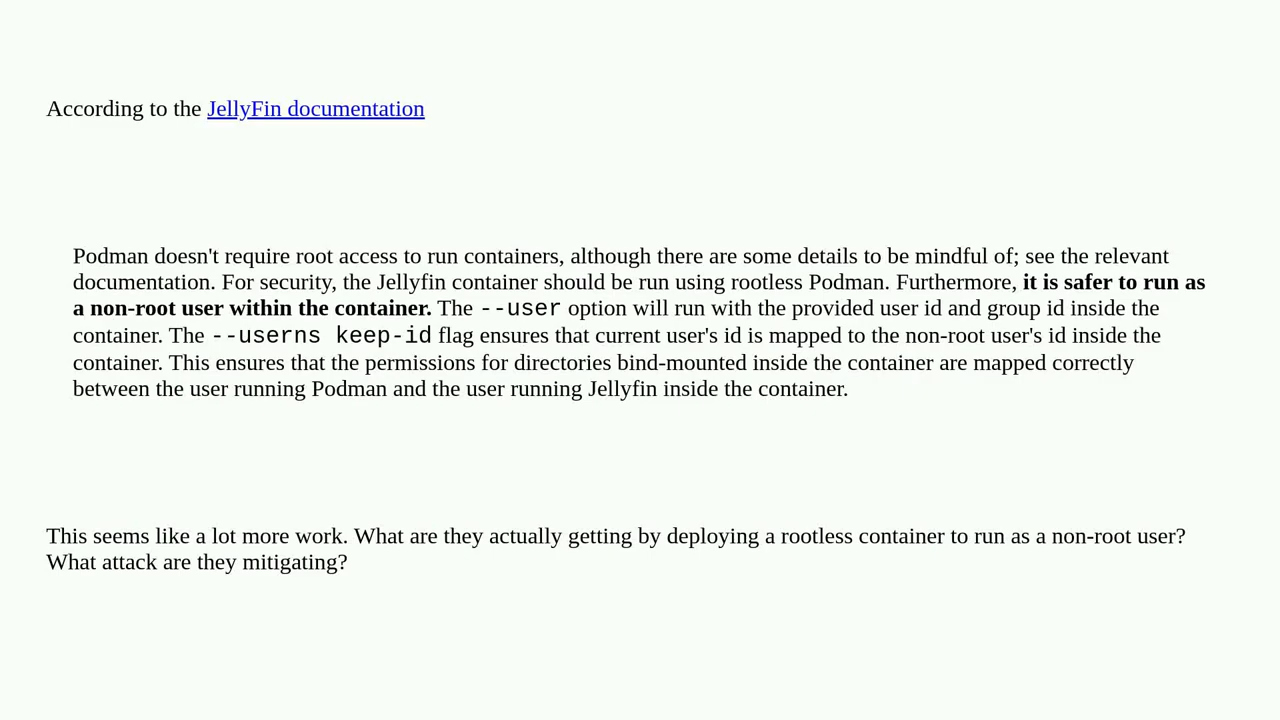 According to the JellyFin documentation
Podman doesn't require root access to run containers, although there are some details to be mindful of; see the relevant
documentation. For security, the Jellyfin container should be run using rootless Podman. Furthermore, it is safer to run as
a non-root user within the container. The --user option will run with the provided user id and group id inside the
container. The --userns keep-id flag ensures that current user's id is mapped to the non-root user's id inside the
container. This ensures that the permissions for directories bind-mounted inside the container are mapped correctly
between the user running Podman and the user running Jellyfin inside the container.
This seems like a lot more work. What are they actually getting by deploying a rootless container to run as a non-root user?
What attack are they mitigating?